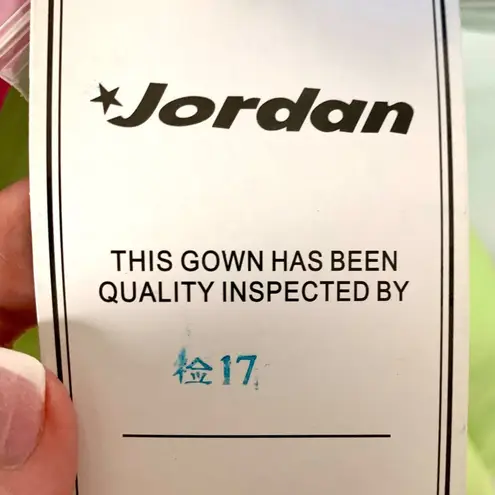 Jordan
THIS GOWN HAS BEEN
QUALITY INSPECTED BY
检17